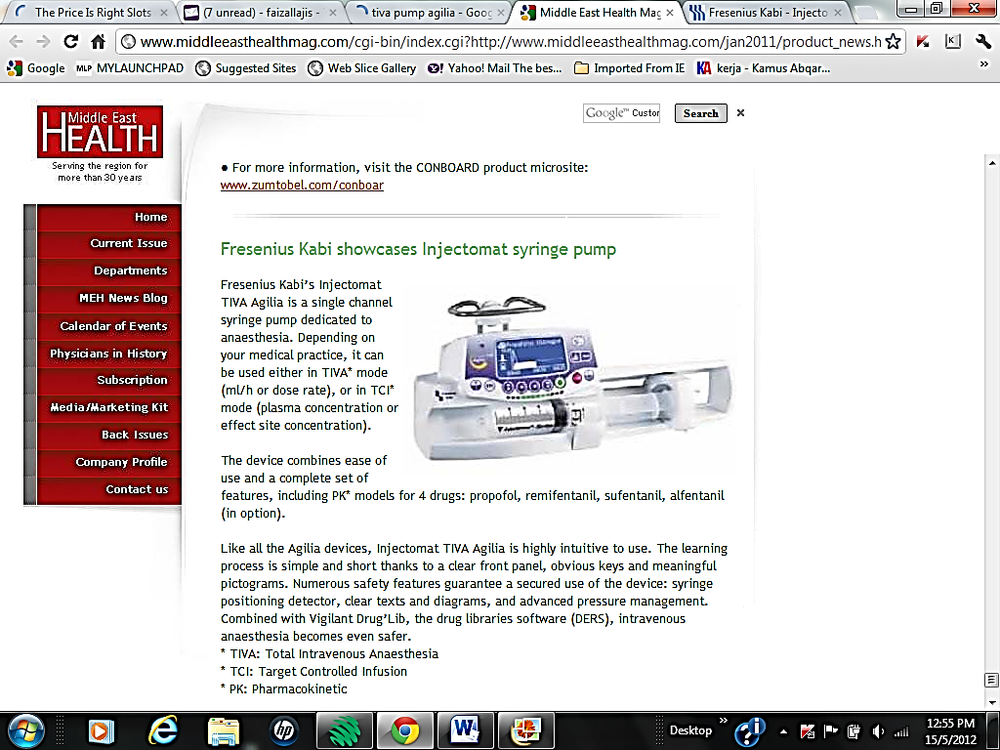 The Price Is Right Slots
(7 unread) - faizallajis -
tiva pump agilia - Goog
Middle East Health Mag
Fresenius Kabi - Injecto
www.middleeasthealthmag.com/cgi-bin/index.cgi?http://www.middleeasthealthmag.com/jan2011/product_news.h
Google
MLP MYLAUNCHPAD
Suggested Sites
Web Slice Gallery
Yahoo! Mail The bes...
Imported From IE
KA kerja - Kamus Abqar...
Middle East
HEALTH
Serving the region for
more than 30 years
Google™ Custor
Search
Home
Current Issue
Departments
MEH News Blog
Calendar of Events
Physicians in History
Subscription
Media/Marketing Kit
Back Issues
Company Profile
Contact us
● For more information, visit the CONBOARD product microsite:
www.zumtobel.com/conboar
Fresenius Kabi showcases Injectomat syringe pump
Fresenius Kabi's Injectomat
TIVA Agilia is a single channel
syringe pump dedicated to
anaesthesia. Depending on
your medical practice, it can
be used either in TIVA* mode
(ml/h or dose rate), or in TCI*
mode (plasma concentration or
effect site concentration).
The device combines ease of
use and a complete set of
features, including PK* models for 4 drugs: propofol, remifentanil, sufentanil, alfentanil
(in option).
Like all the Agilia devices, Injectomat TIVA Agilia is highly intuitive to use. The learning
process is simple and short thanks to a clear front panel, obvious keys and meaningful
pictograms. Numerous safety features guarantee a secured use of the device: syringe
positioning detector, clear texts and diagrams, and advanced pressure management.
Combined with Vigilant Drug'Lib, the drug libraries software (DERS), intravenous
anaesthesia becomes even safer.
* TIVA: Total Intravenous Anaesthesia
* TCI: Target Controlled Infusion
* PK: Pharmacokinetic
hp
Desktop
12:55 PM
15/5/2012